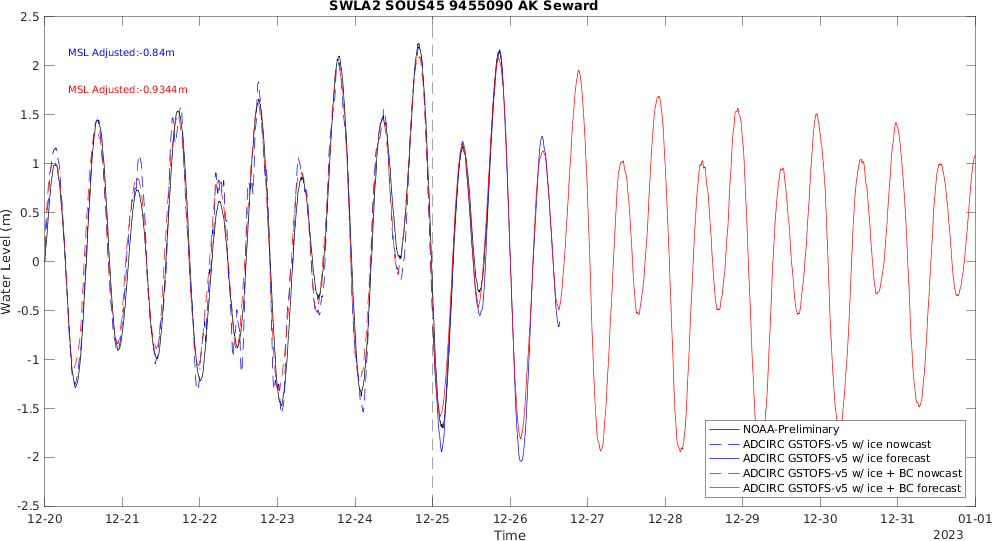 SWLA2 SOUS45 9455090 AK Seward
MSL Adjusted:-0.84m
MSL Adjusted:-0.9344m
Water Level (m)
2.5
2
1.5
1
0.5
0
-0.5
-1
-1.5
-2
-2.5
NOAA-Preliminary
ADCIRC GSTOFS-v5 w/ ice nowcast
ADCIRC GSTOFS-v5 w/ ice forecast
ADCIRC GSTOFS-v5 w/ ice + BC nowcast
ADCIRC GSTOFS-v5 w/ ice + BC forecast
12-20 12-21 12-22 12-23 12-24 12-25 12-26 12-27 12-28 12-29 12-30 12-31 01-01
Time
2023